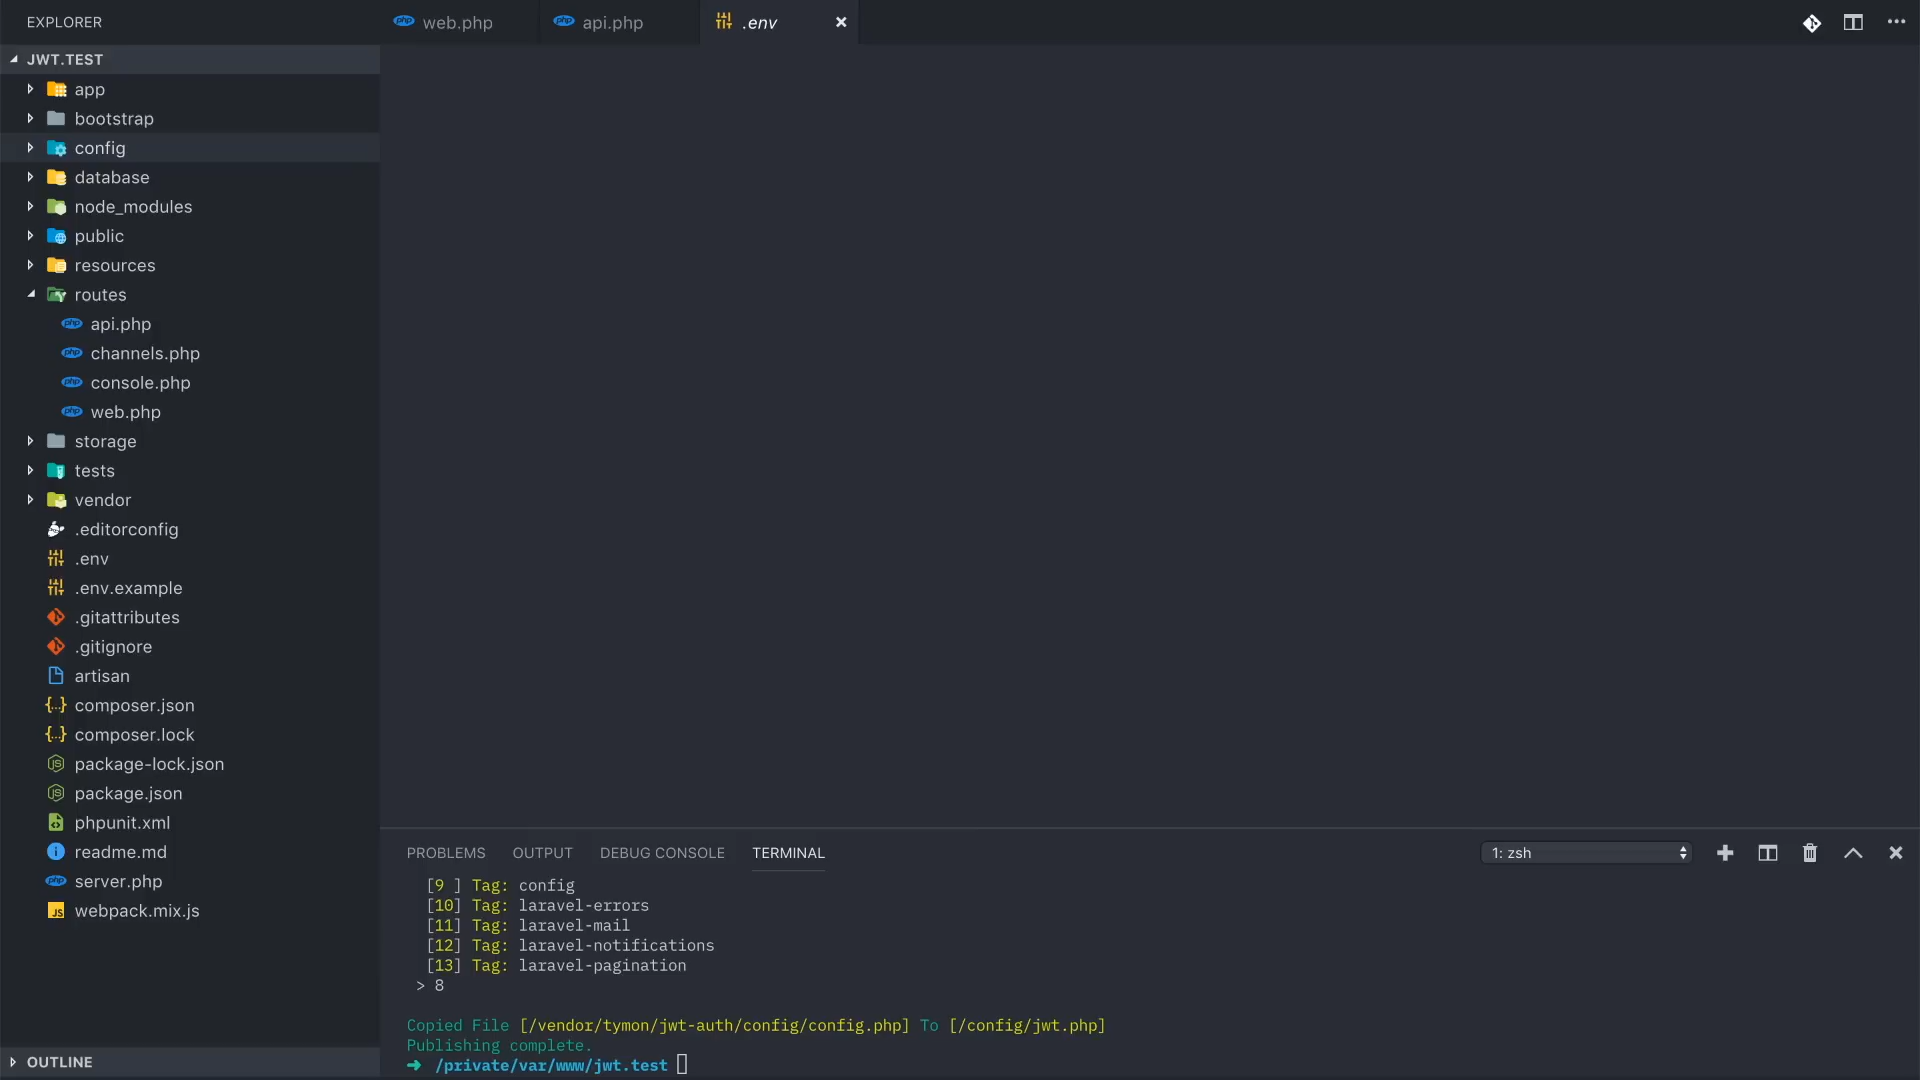 EXPLORER
web.php
api.php
.env
JWT.TEST
app
bootstrap
config
database
node_modules
public
resources
routes
api.php
channels.php
console.php
web.php
storage
tests
vendor
.editorconfig
.env
.env.example
.gitattributes
.gitignore
artisan
composer.json
composer.lock
package-lock.json
package.json
phpunit.xml
readme.md
server.php
webpack.mix.js
OUTLINE
PROBLEMS OUTPUT DEBUG CONSOLE TERMINAL
1: zsh
[9 ] Tag: config
[10] Tag: laravel-errors
[11] Tag: laravel-mail
[12] Tag: laravel-notifications
[13] Tag: laravel-pagination
> 8
Copied File [/vendor/tymon/jwt-auth/config/config.php] To [/config/jwt.php]
Publishing complete.
➜ /private/var/www/jwt.test